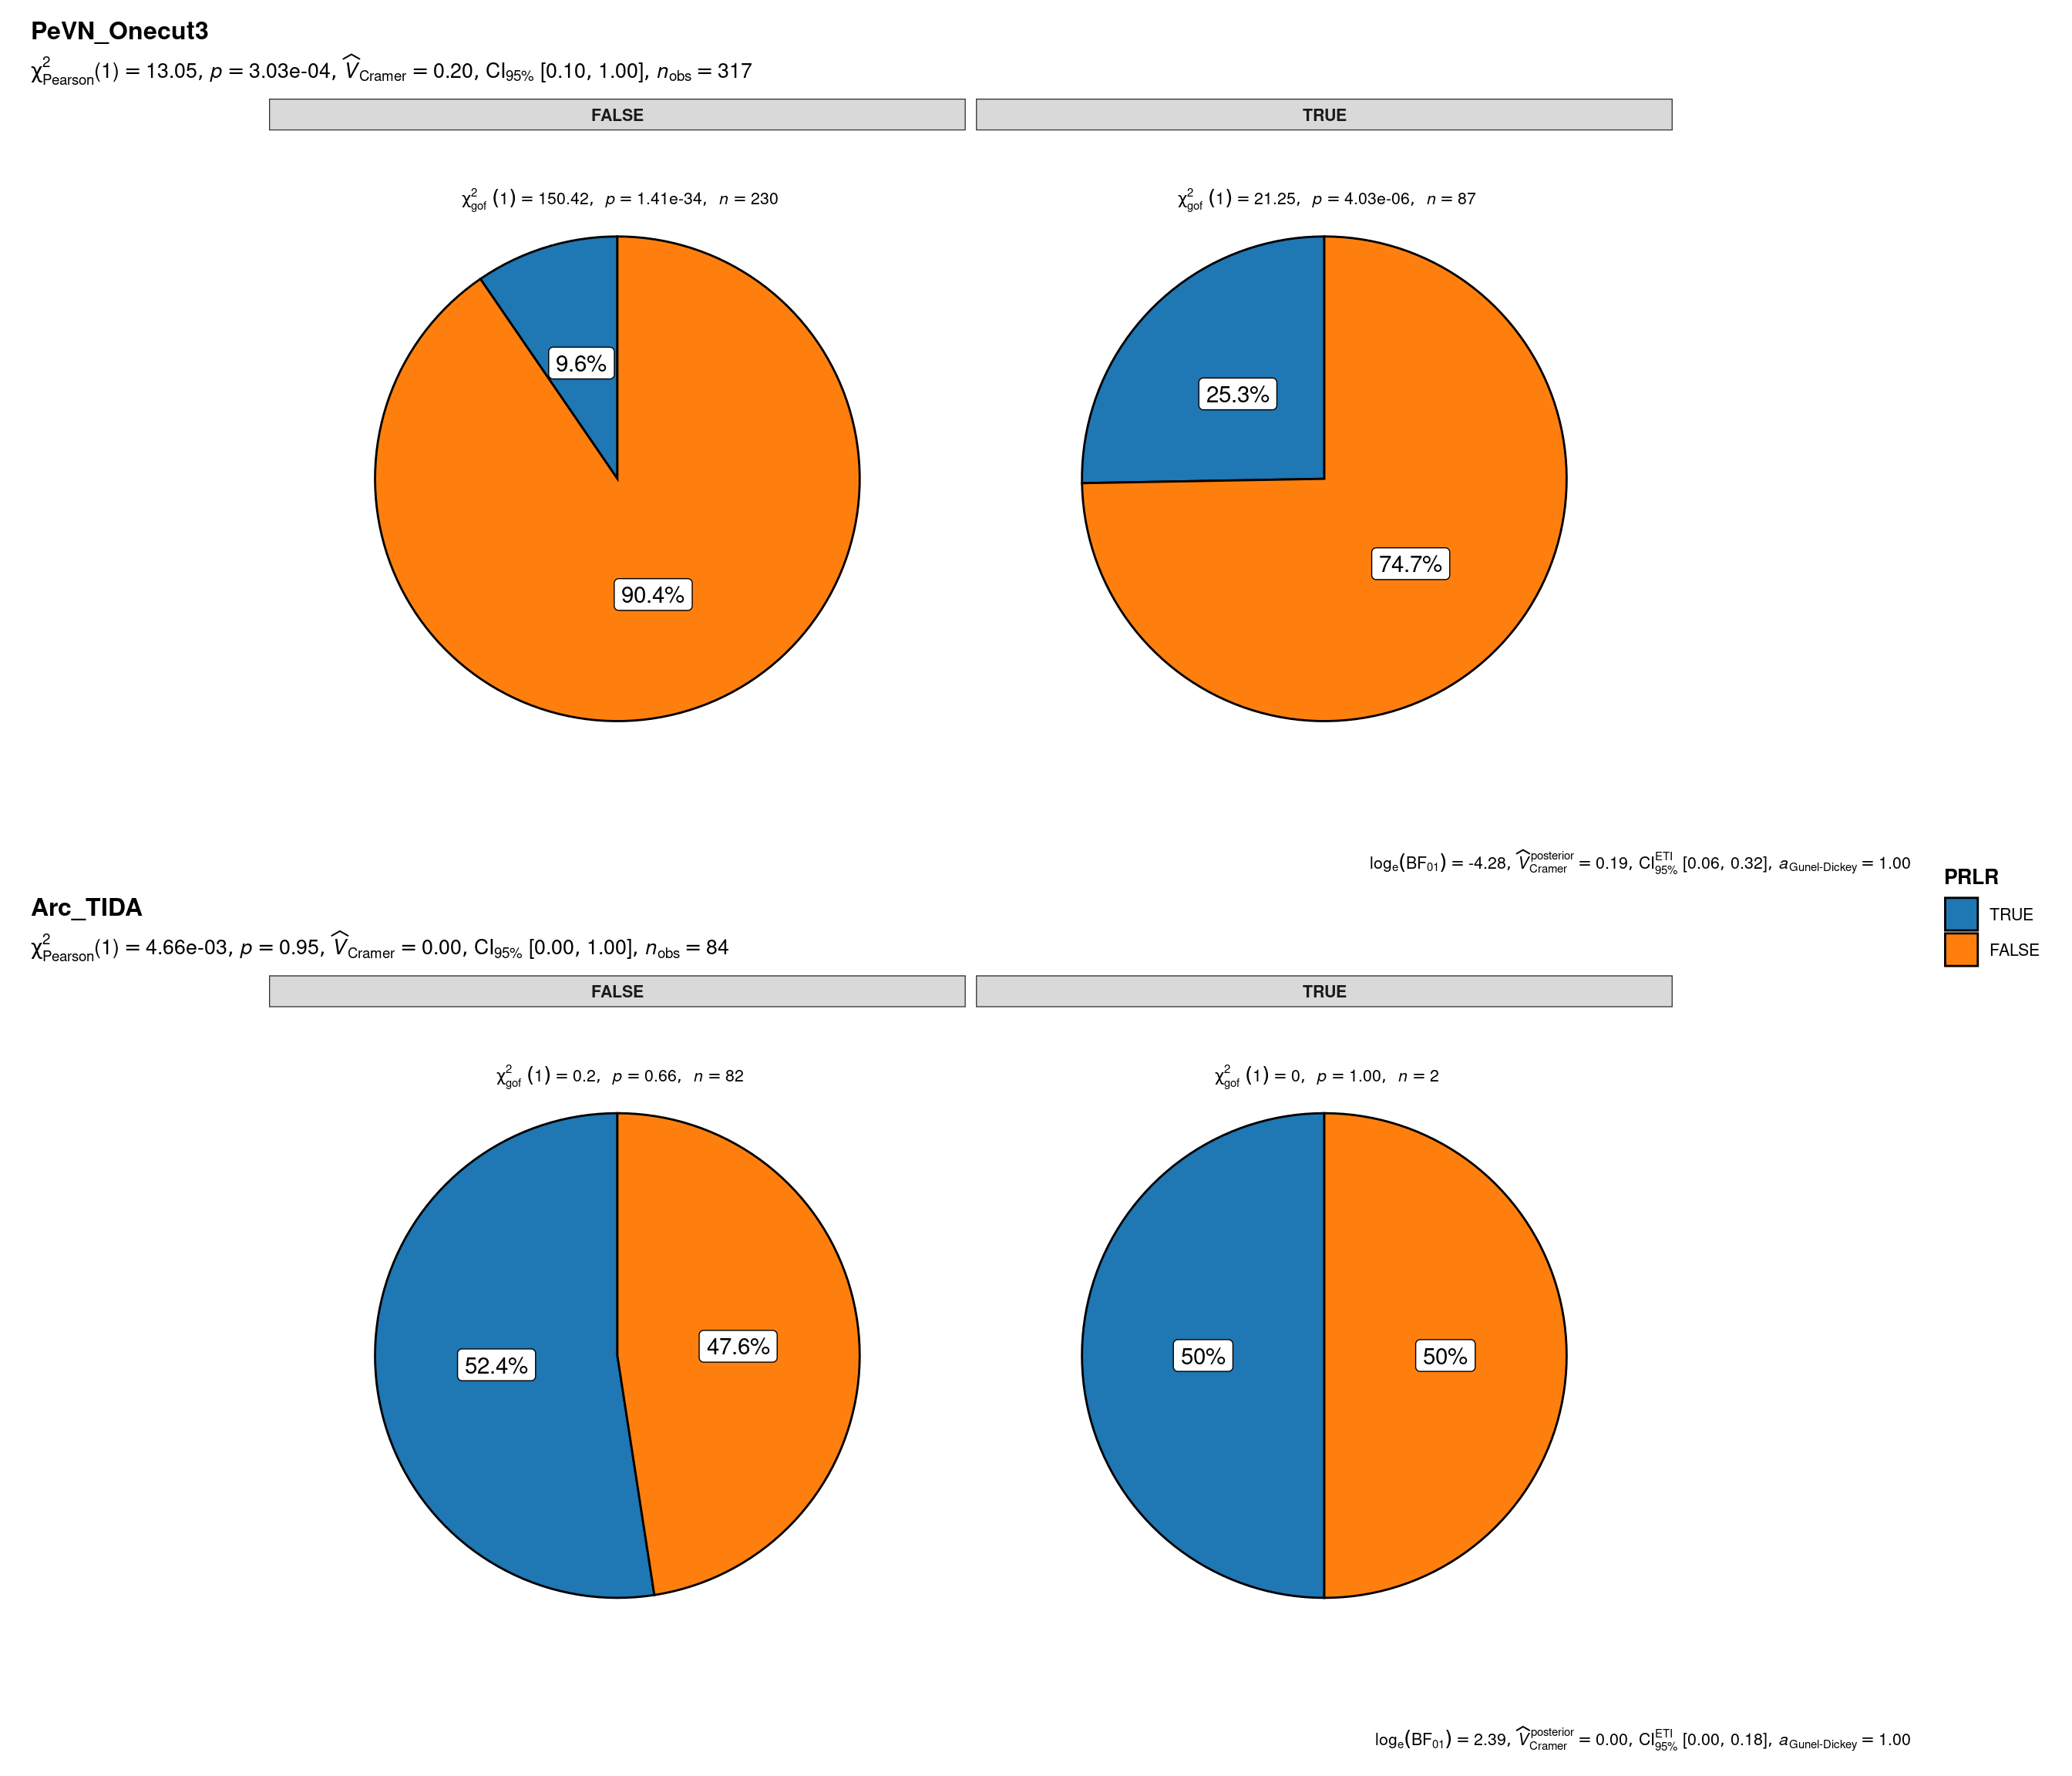 PeVN_Onecut3
χ²Pearson(1) = 13.05, p = 3.03e-04, V̂Cramer = 0.20, CI95% [0.10, 1.00], nobs = 317
FALSE
TRUE
χ²gof (1) = 150.42, p = 1.41e-34, n = 230
χ²gof (1) = 21.25, p = 4.03e-06, n = 87
9.6%
25.3%
74.7%
90.4%
loge(BF01) = -4.28, V̂posteriorCramer = 0.19, CIETI95% [0.06, 0.32], aGunel-Dickey = 1.00
PRLR
TRUE
FALSE
Arc_TIDA
χ²Pearson(1) = 4.66e-03, p = 0.95, V̂Cramer = 0.00, CI95% [0.00, 1.00], nobs = 84
FALSE
TRUE
χ²gof (1) = 0.2, p = 0.66, n = 82
χ²gof (1) = 0, p = 1.00, n = 2
52.4%
47.6%
50%
50%
loge(BF01) = 2.39, V̂posteriorCramer = 0.00, CIETI95% [0.00, 0.18], aGunel-Dickey = 1.00